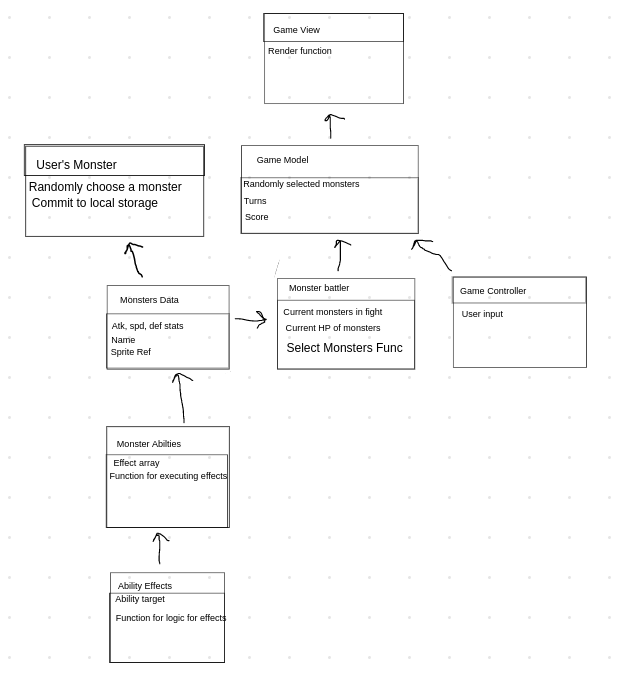 Game View
Render function
User's Monster
Randomly choose a monster
Commit to local storage
Game Model
Randomly selected monsters
Turns
Score
Monsters Data
Atk, spd, def stats
Name
Sprite Ref
Monster battler
Current monsters in fight
Current HP of monsters
Select Monsters Func
Game Controller
User input
Monster Abilties
Effect array
Function for executing effects
Ability Effects
Ability target
Function for logic for effects